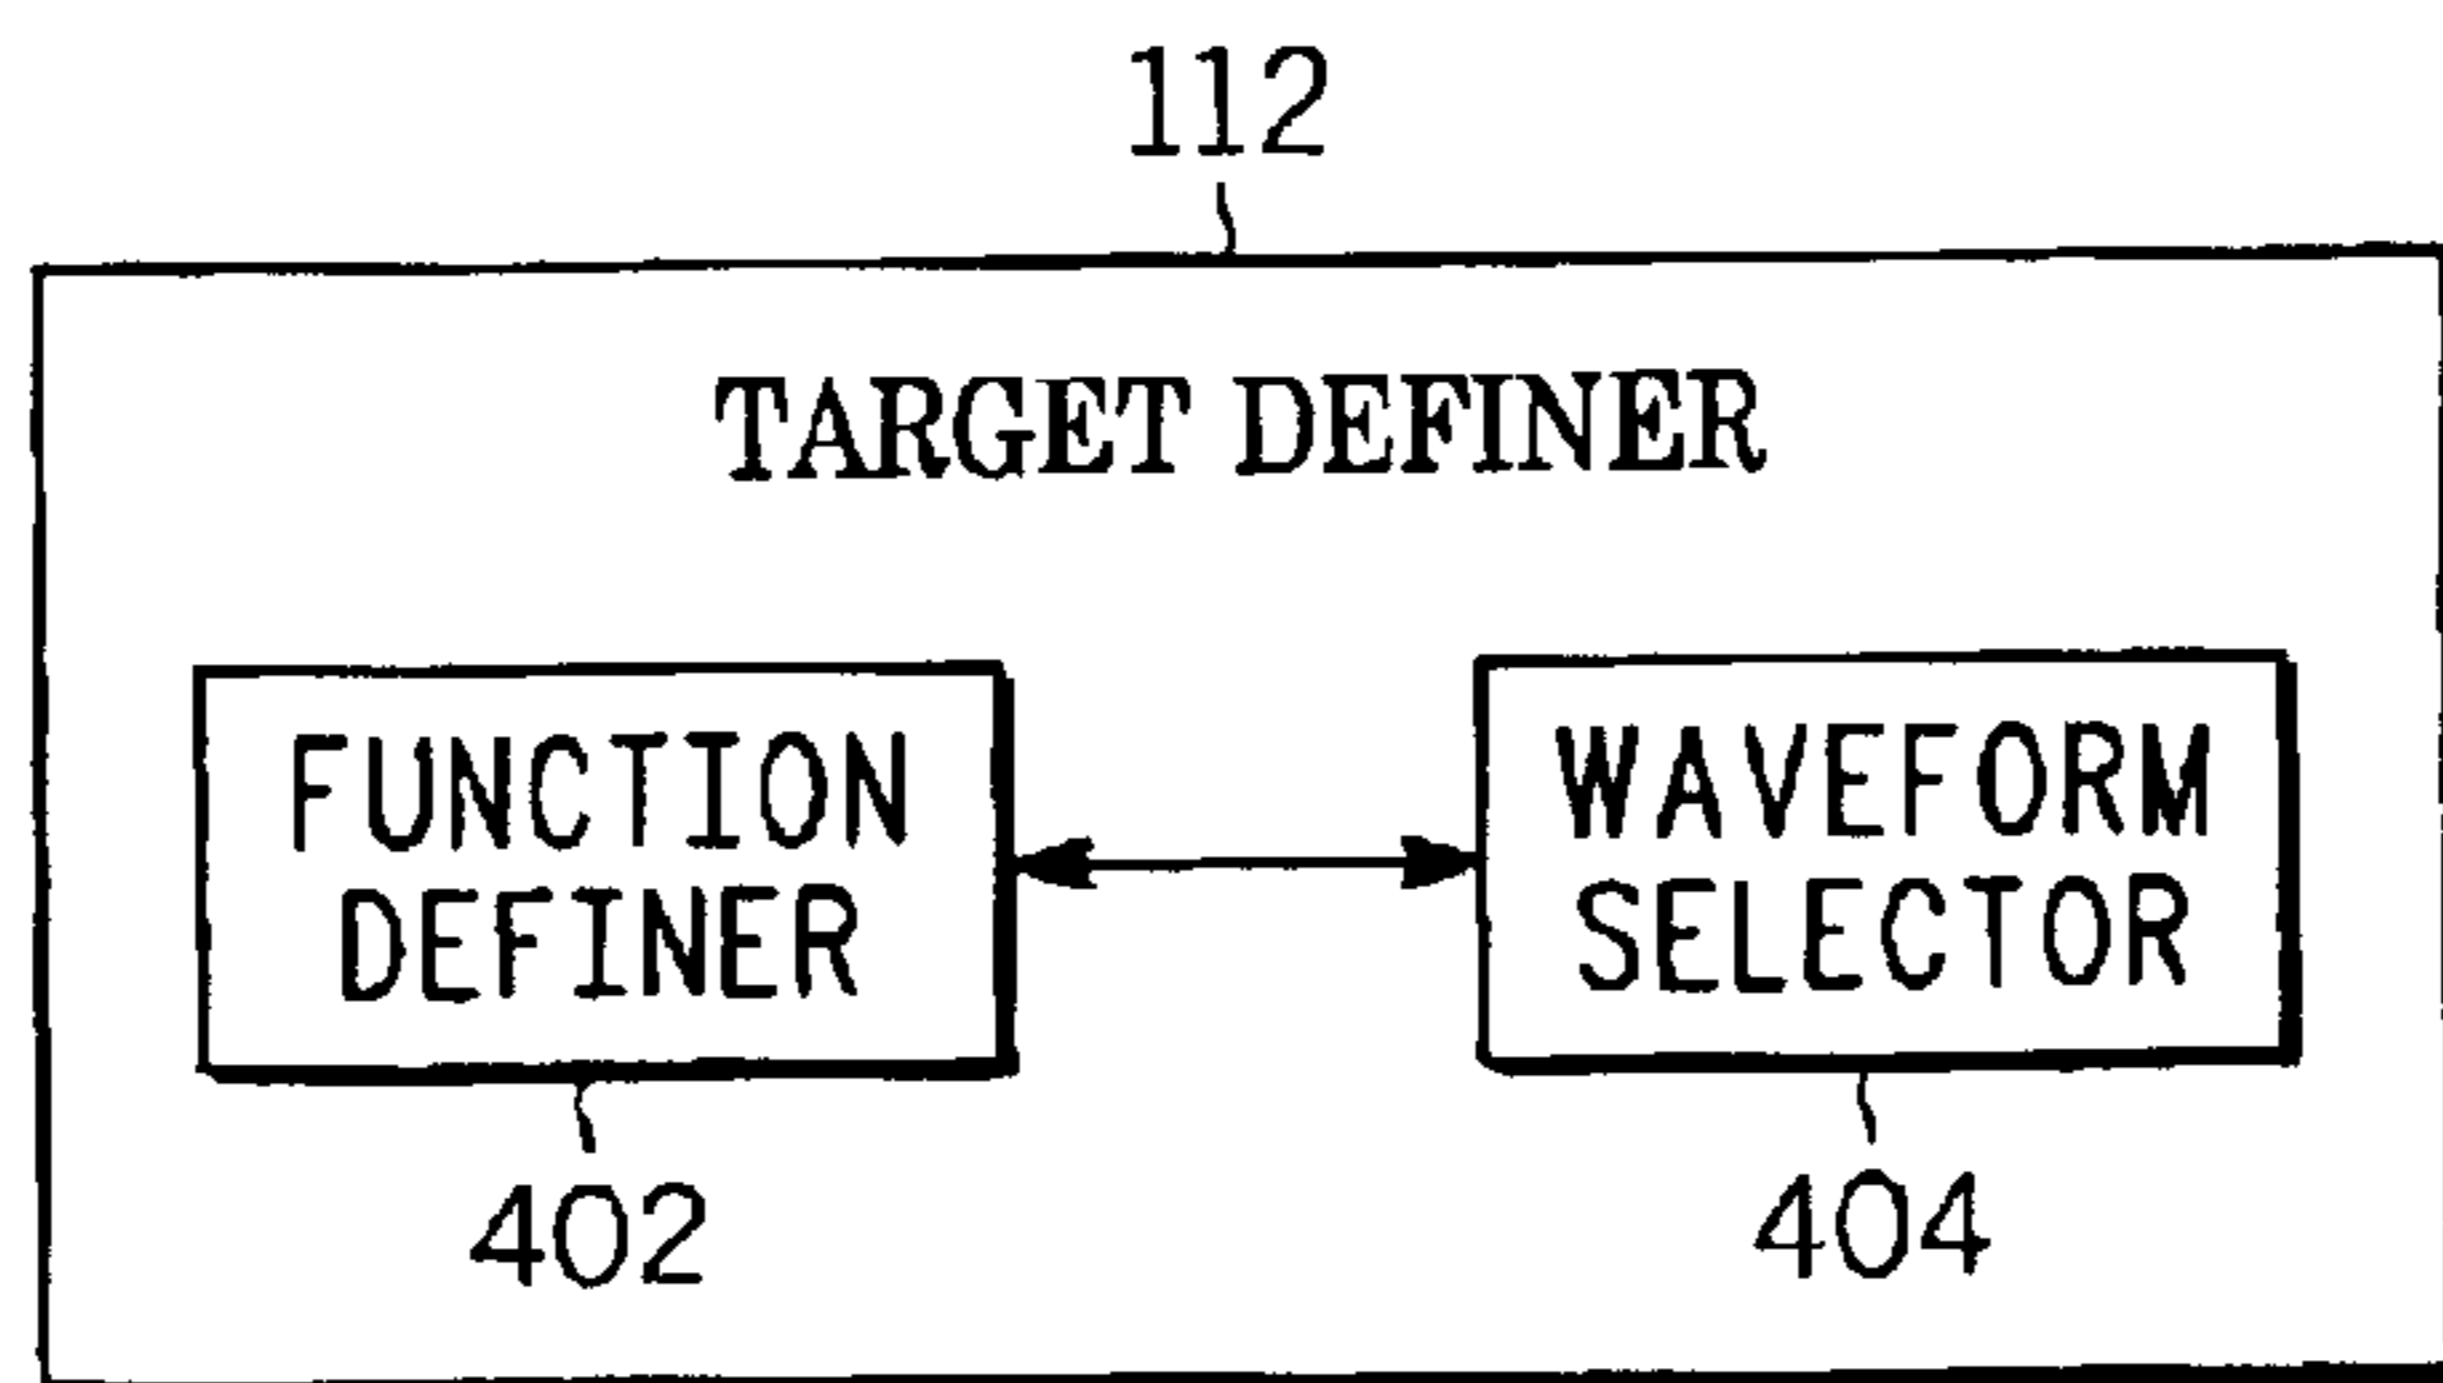 112
TARGET DEFINER
FUNCTION
DEFINER
WAVEFORM
SELECTOR
402
404